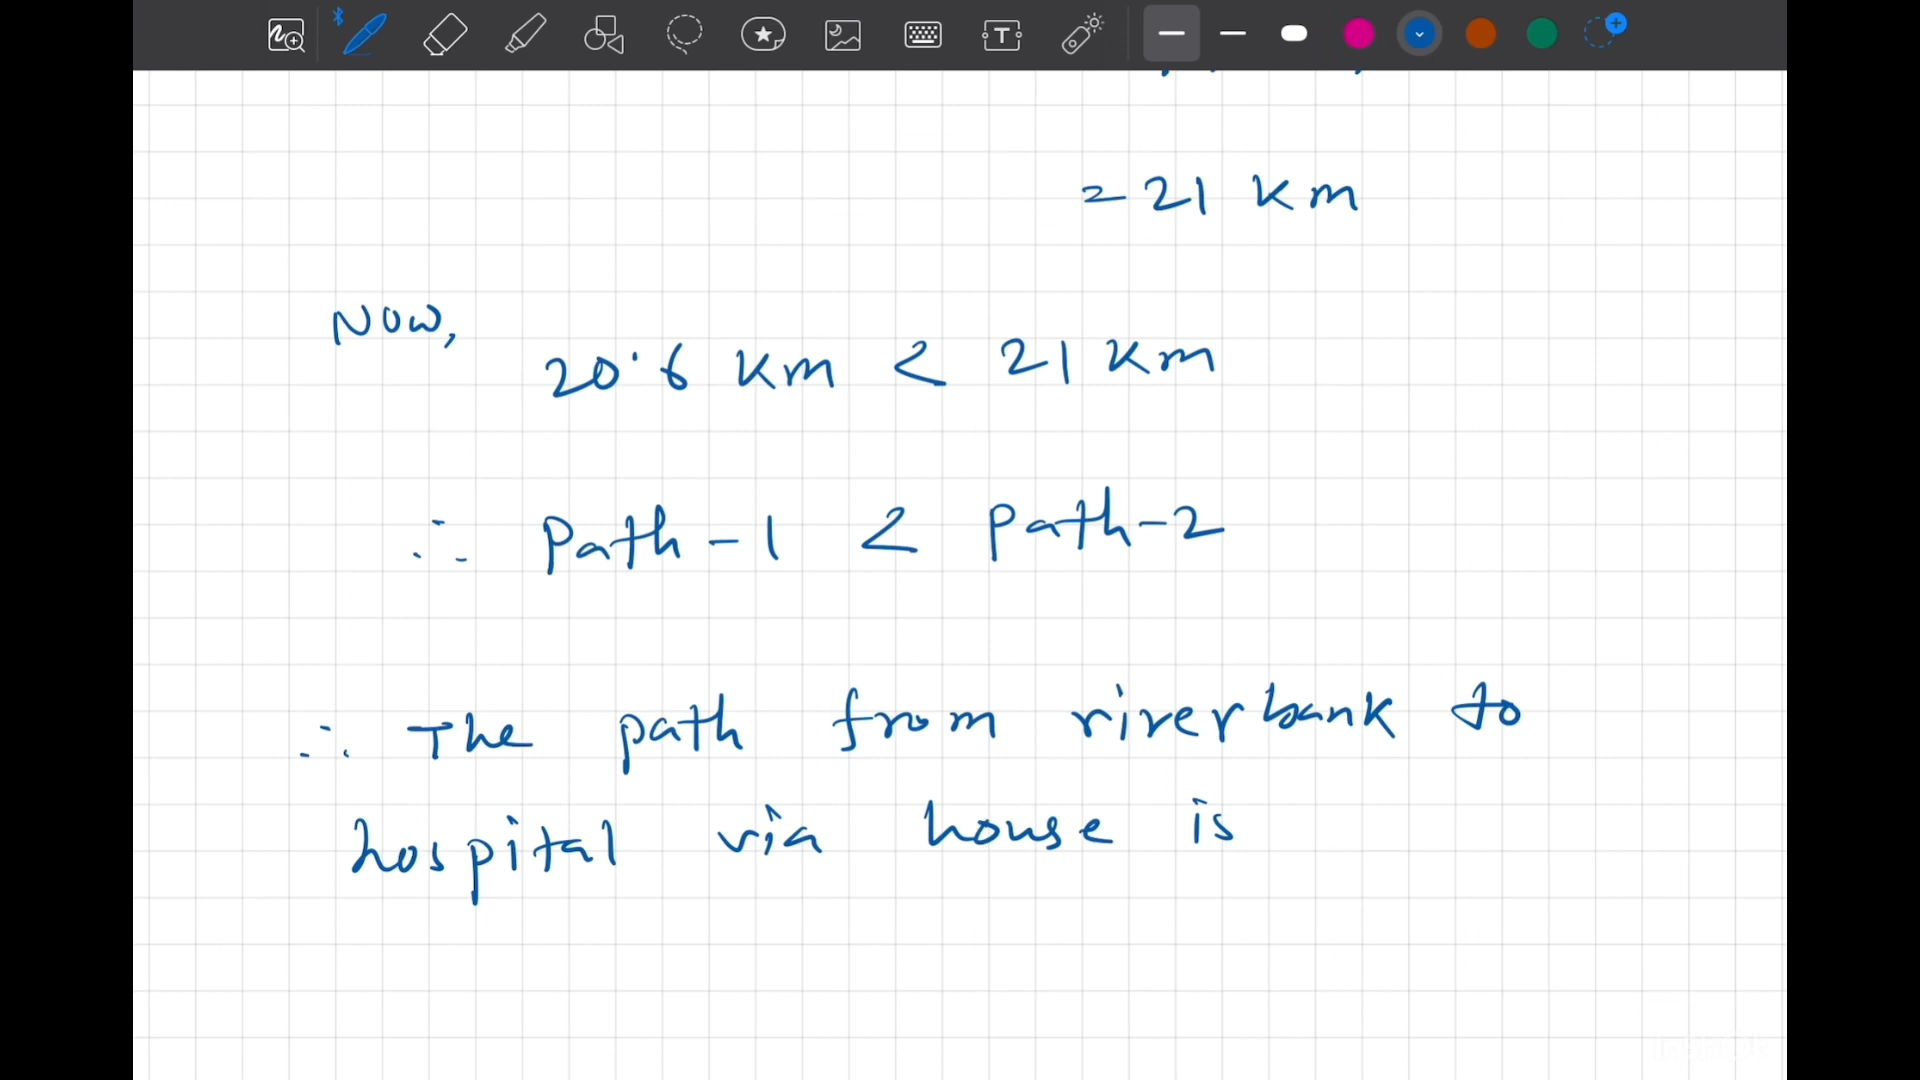 = 21 km
Now,
20.6 km < 21 km
∴ Path-1 < path-2
∴ The path from riverbank to
hospital via house is